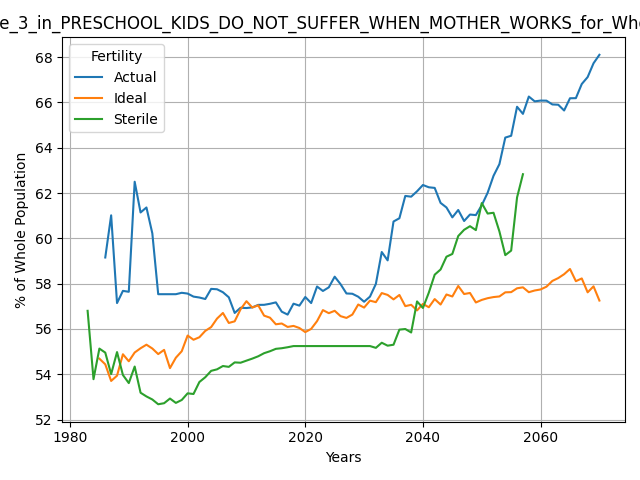 e_3_in_PRESCHOOL_KIDS_DO_NOT_SUFFER_WHEN_MOTHER_WORKS_for_Who
Fertility
Actual
Ideal
Sterile
% of Whole Population
68
66
64
62
60
58
56
54
52
1980
2000
2020
2040
2060
Years